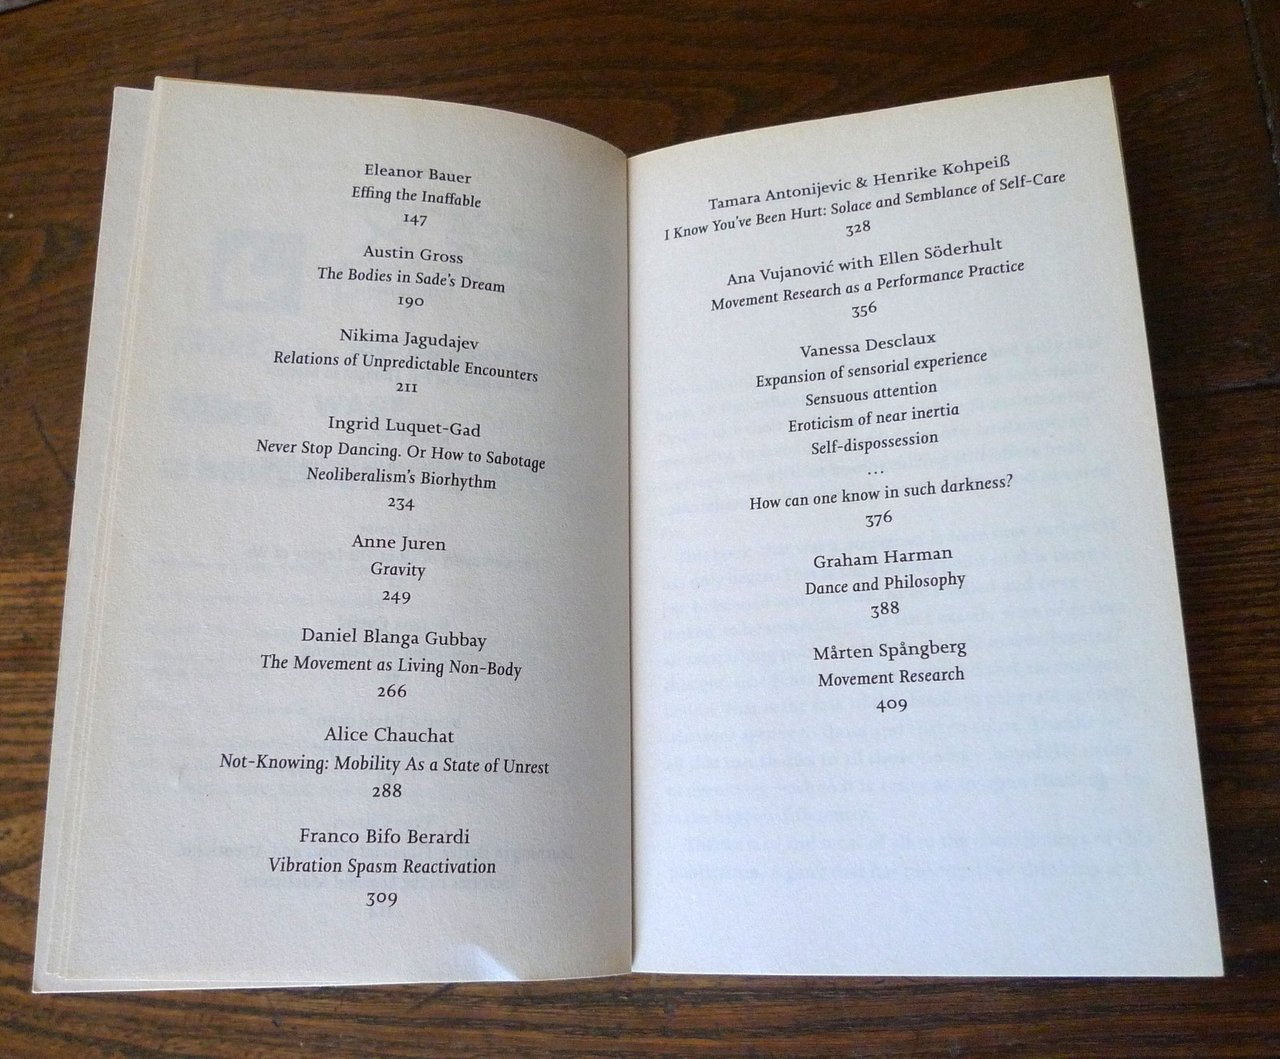 Eleanor Bauer
Effing the Inaffable
147
Austin Gross
The Bodies in Sade's Dream
190
Nikima Jagudajev
Relations of Unpredictable Encounters
211
Ingrid Luquet-Gad
Never Stop Dancing. Or How to Sabotage
Neoliberalism's Biorhythm
234
Anne Juren
Gravity
249
Daniel Blanga Gubbay
The Movement as Living Non-Body
266
Alice Chauchat
Not-Knowing: Mobility As a State of Unrest
288
Franco Bifo Berardi
Vibration Spasm Reactivation
309
Tamara Antonijevic & Henrike Kohpeiß
I Know You've Been Hurt: Solace and Semblance of Self-Care
328
Ana Vujanović with Ellen Söderhult
Movement Research as a Performance Practice
356
Vanessa Desclaux
Expansion of sensorial experience
Sensuous attention
Eroticism of near inertia
Self-dispossession
...
How can one know in such darkness?
376
Graham Harman
Dance and Philosophy
388
Mårten Spångberg
Movement Research
409